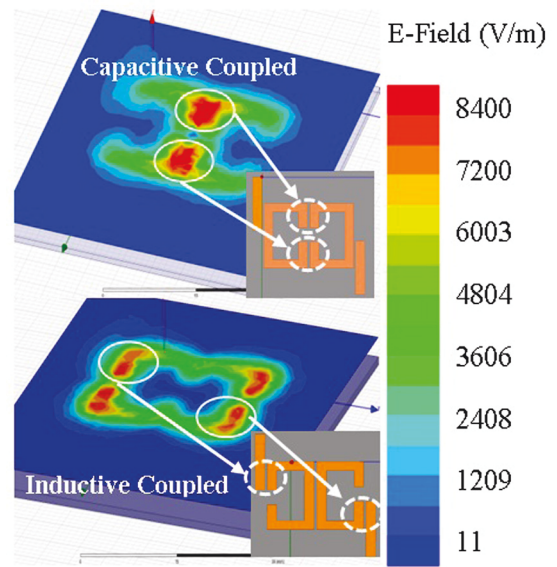 E-Field (V/m)
Capacitive Coupled
8400
7200
6003
4804
3606
2408
1209
11
Inductive Coupled